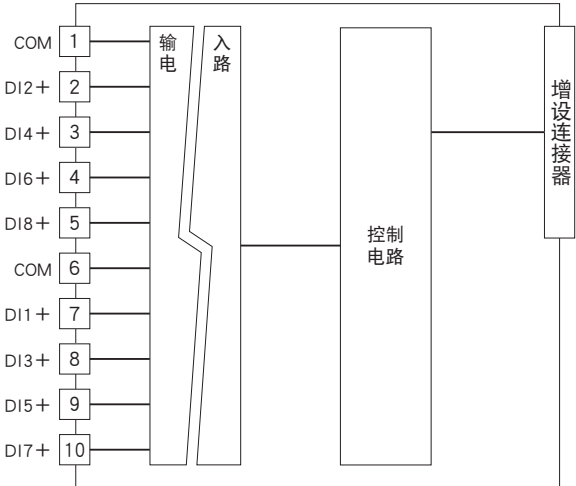 COM 1
DI2+ 2
DI4+ 3
DI6+ 4
DI8+ 5
COM 6
DI1+ 7
DI3+ 8
DI5+ 9
DI7+ 10
输入
电路
控制
电路
增设连接器